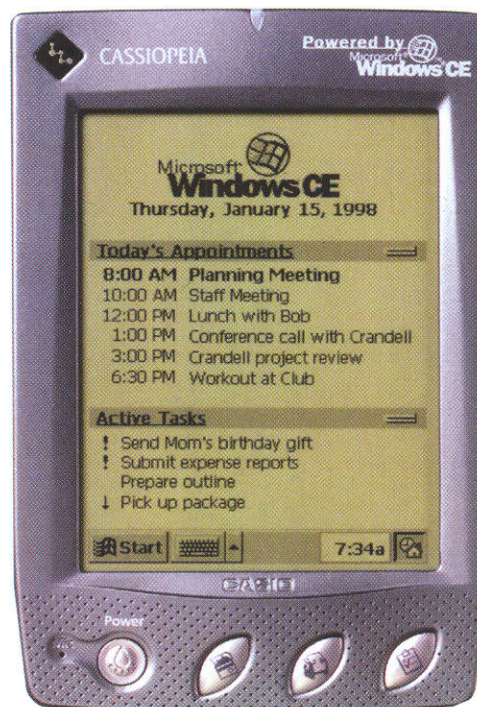 CASSIOPEIA
Powered by
Microsoft®
Windows®CE
Microsoft®
Windows CE
Thursday, January 15, 1998
Today's Appointments
8:00 AM Planning Meeting
10:00 AM Staff Meeting
12:00 PM Lunch with Bob
1:00 PM Conference call with Crandell
3:00 PM Crandell project review
6:30 PM Workout at Club
Active Tasks
! Send Mom's birthday gift
! Submit expense reports
Prepare outline
↓ Pick up package
Start 7:34a
CASIO
Power